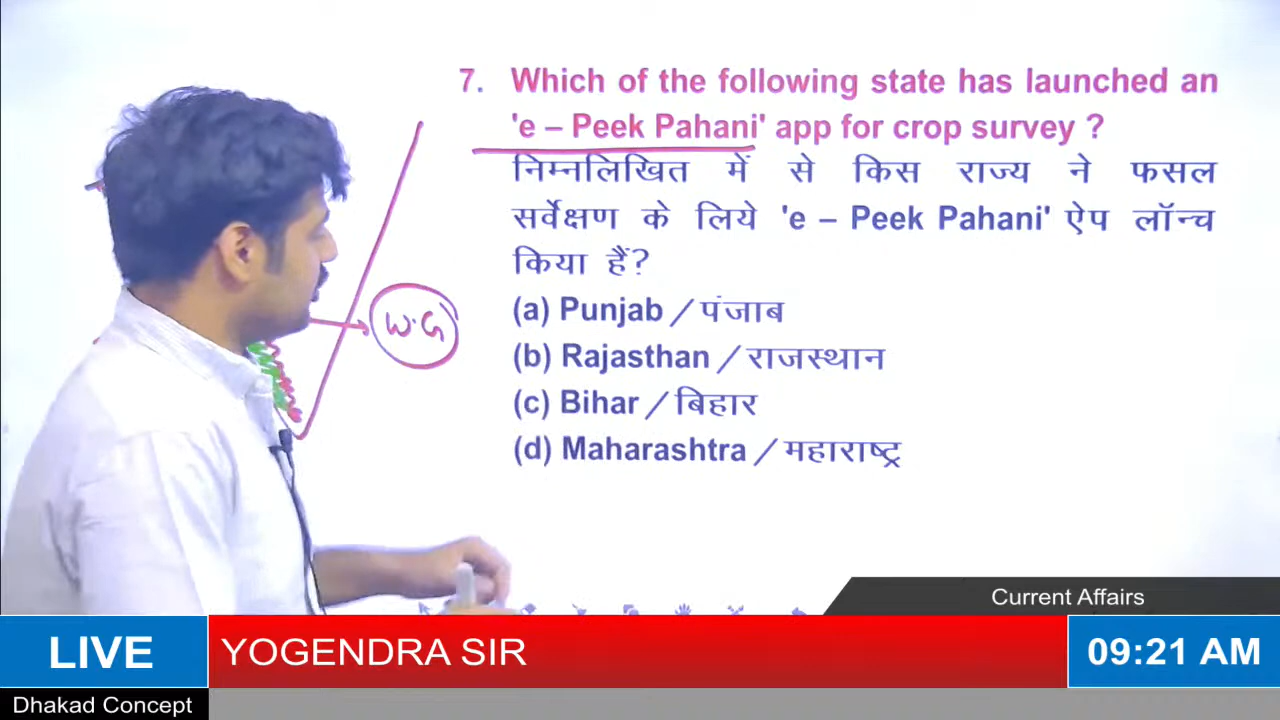 7. Which of the following state has launched an
'e – Peek Pahani' app for crop survey ?
निम्नलिखित में से किस राज्य ने फसल
सर्वेक्षण के लिये 'e – Peek Pahani' ऐप लॉन्च
किया हैं?
(a) Punjab / पंजाब
(b) Rajasthan / राजस्थान
(c) Bihar / बिहार
(d) Maharashtra / महाराष्ट्र
W.G
Current Affairs
LIVE YOGENDRA SIR 09:21 AM
Dhakad Concept